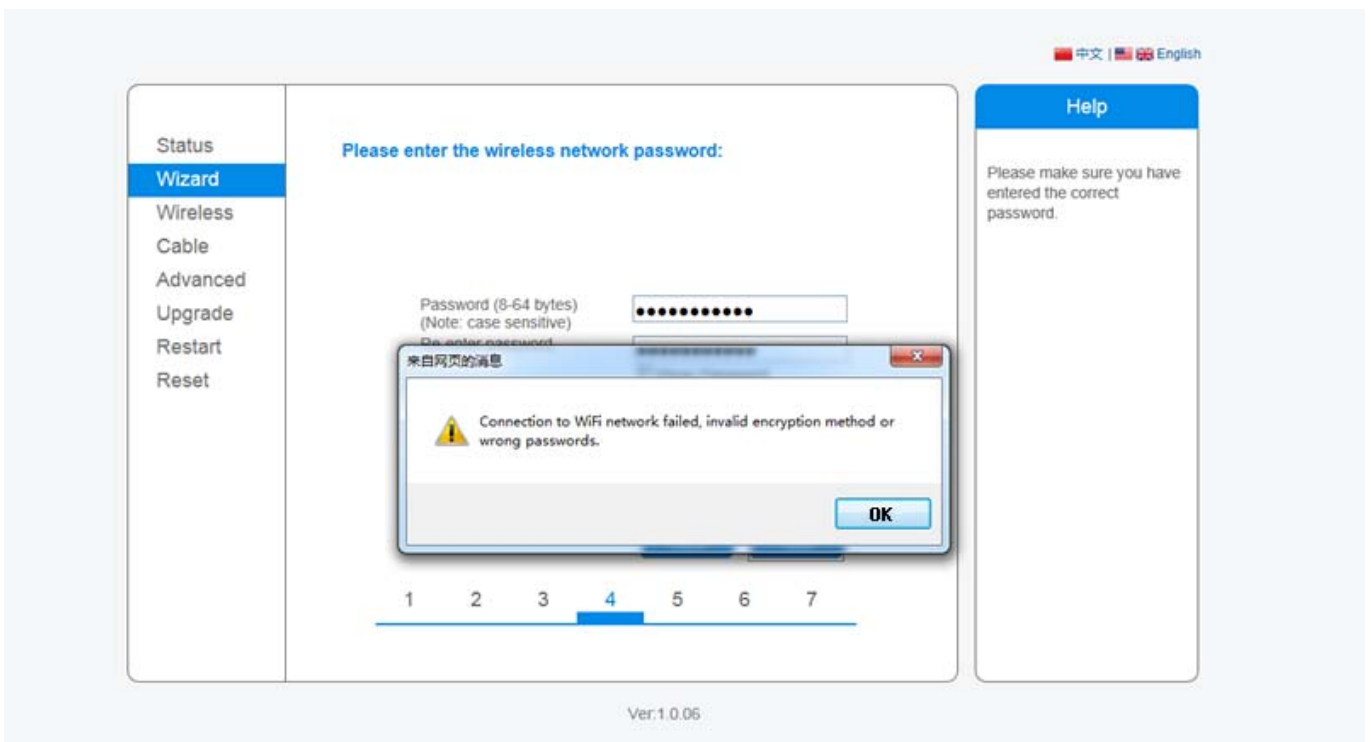 中文 | English
Status
Wizard
Wireless
Cable
Advanced
Upgrade
Restart
Reset
Please enter the wireless network password:
Password (8-64 bytes)
(Note: case sensitive)
Re-enter password
来自网页的消息
Connection to WiFi network failed, invalid encryption method or
wrong passwords.
OK
1 2 3 4 5 6 7
Help
Please make sure you have
entered the correct
password.
Ver:1.0.06